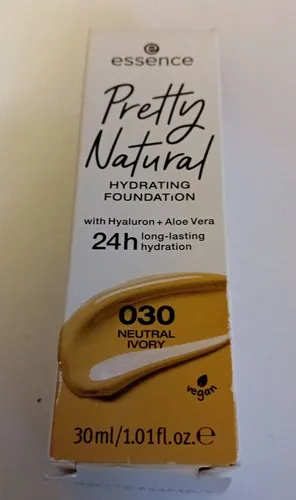 essence
Pretty
Natural
HYDRATING
FOUNDATION
with Hyaluron + Aloe Vera
24h long-lasting
hydration
030
NEUTRAL
IVORY
vegan
30ml/1.01fl.oz.℮